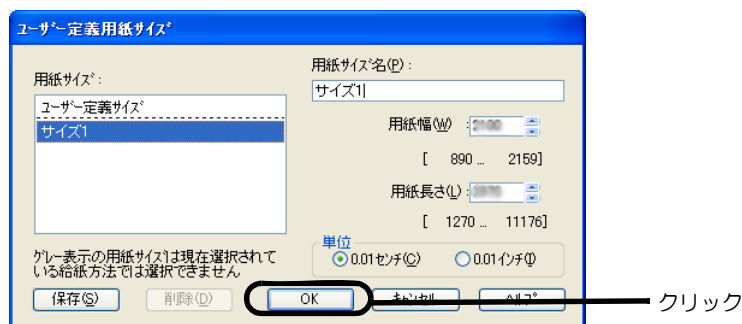 ユーザー定義用紙サイズ
用紙サイズ:
ユーザー定義サイズ
サイズ1
グレー表示の用紙サイズは現在選択されて
いる給紙方法では選択できません
用紙サイズ名(P):
サイズ1
用紙幅(W) :
[ 890 ... 2159]
用紙長さ(L):
[ 1270 ... 11176]
単位
0.01センチ(C) 0.01インチ(I)
保存(S) 削除(D) OK キャンセル ヘルプ
クリック